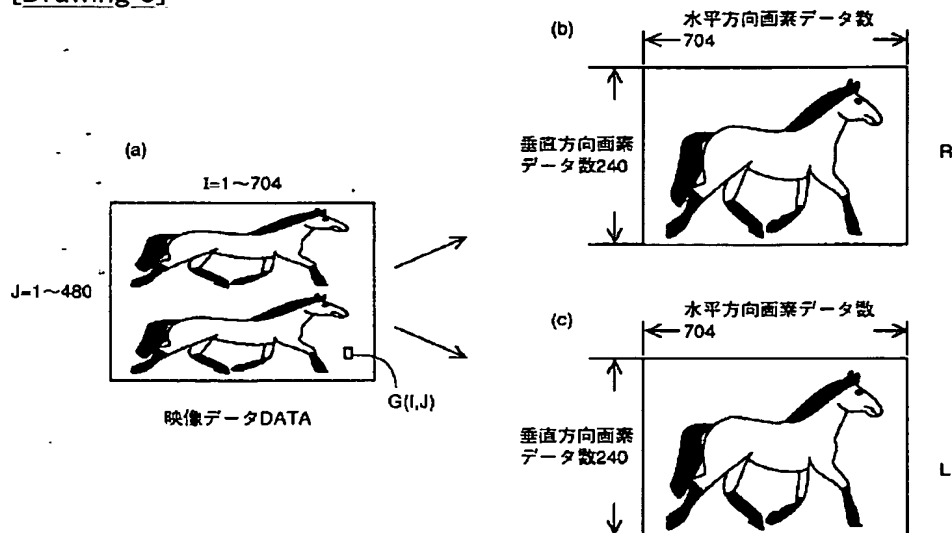 (a)
I=1～704
J=1～480
G(I,J)
映像データDATA
(b)
水平方向画素データ数
704
垂直方向画素
データ数240
R
(c)
水平方向画素データ数
704
垂直方向画素
データ数240
L